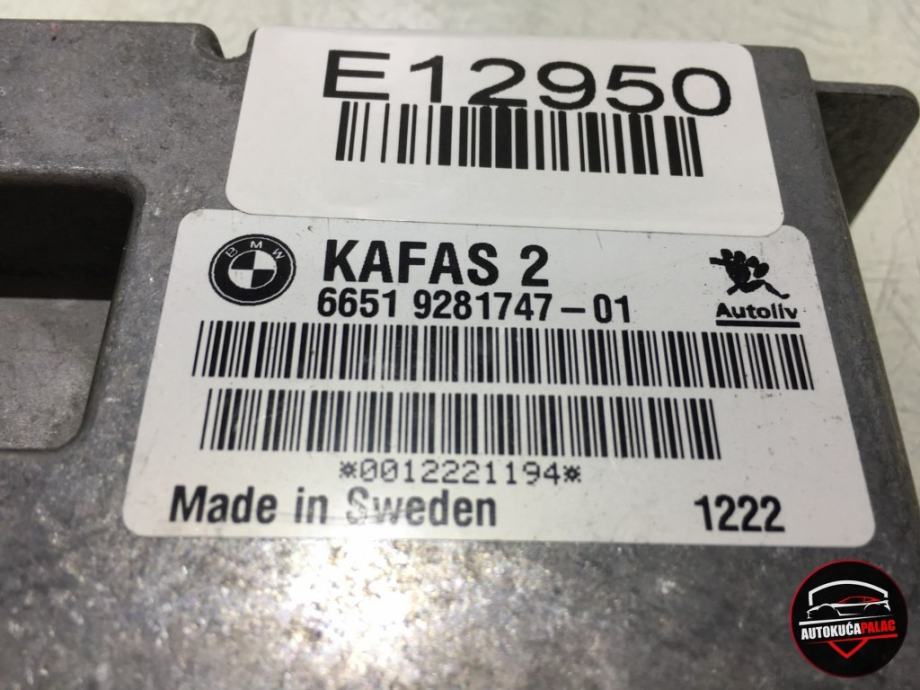 E12950
BMW
KAFAS 2
6651 9281747-01
Autoliv
*0012221194*
Made in Sweden
1222
AUTOKUĆAPALAC